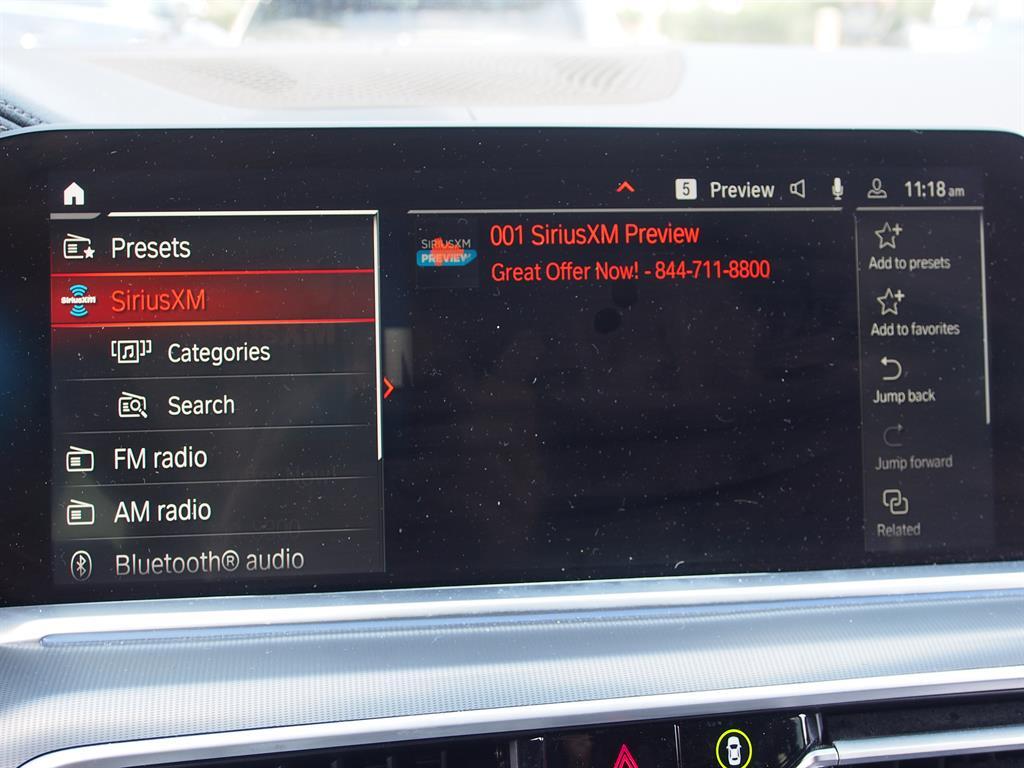 5 Preview 11:18 am
Presets
SiriusXM
SiriusXM
Categories
Search
FM radio
AM radio
Bluetooth® audio
SIRIUSXM
PREVIEW
001 SiriusXM Preview
Great Offer Now! - 844-711-8800
Add to presets
Add to favorites
Jump back
Jump forward
Related